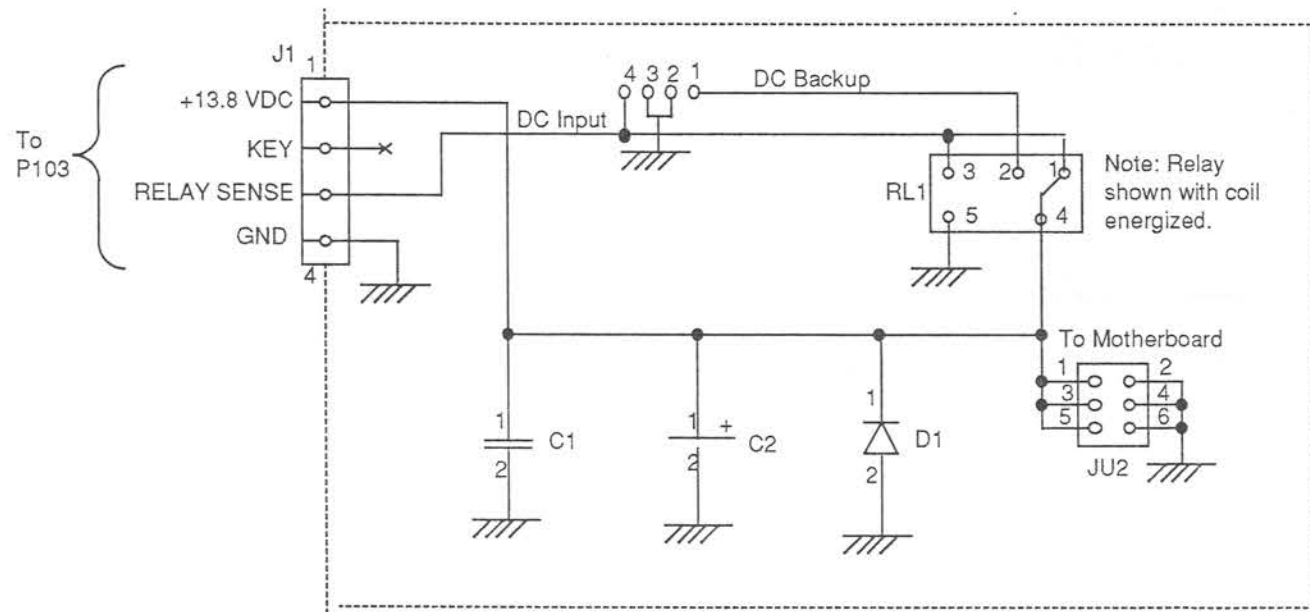 J1
1
To
P103
+13.8 VDC
KEY
RELAY SENSE
GND
4
4 3 2 1
DC Backup
DC Input
RL1
3 2 1
5 4
Note: Relay
shown with coil
energized.
To Motherboard
1 2
3 4
5 6
JU2
1
2
C1
1
+
2
C2
1
2
D1